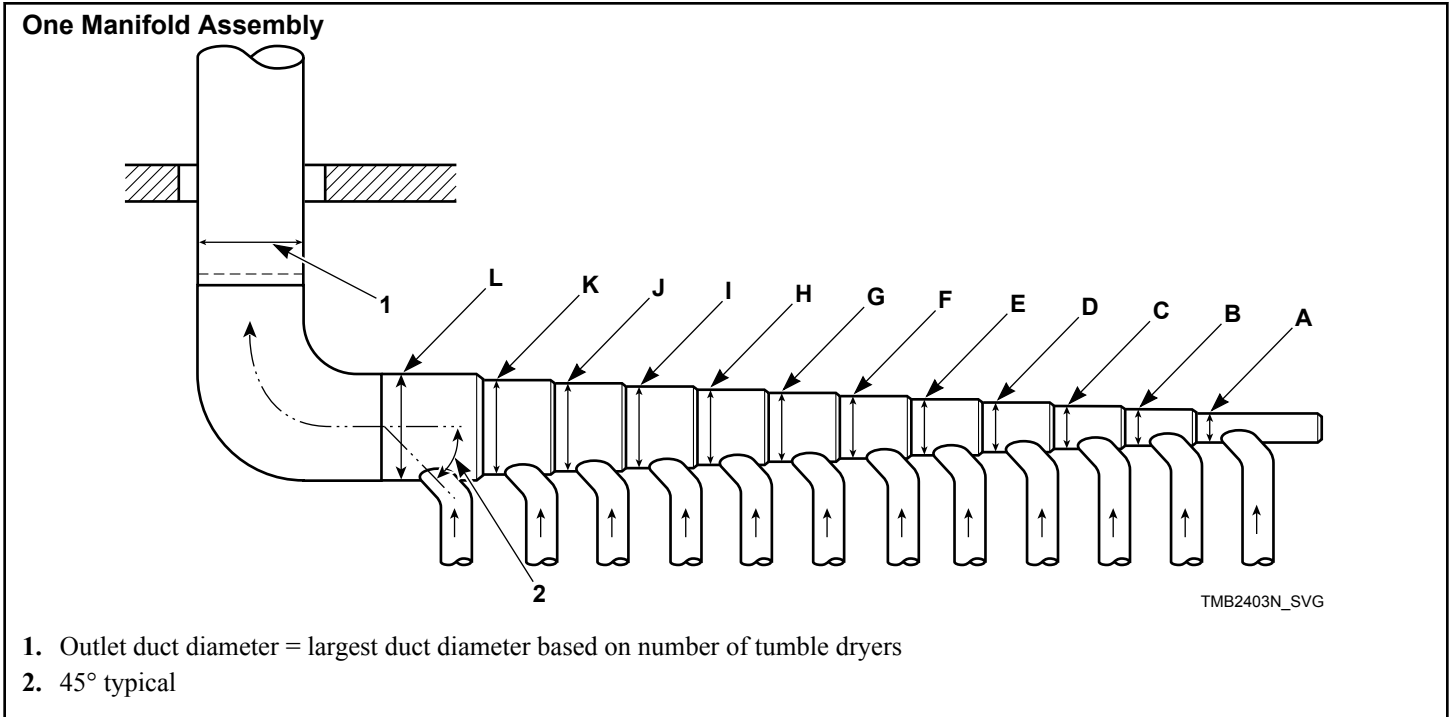 One Manifold Assembly
L
K
J
I
H
G
F
E
D
C
B
A
1
2
TMB2403N_SVG
1. Outlet duct diameter = largest duct diameter based on number of tumble dryers
2. 45° typical